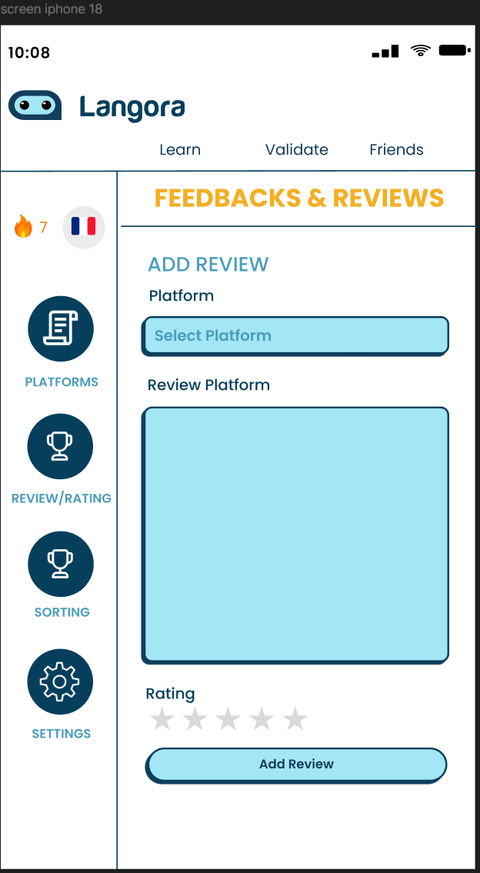 screen iphone 18
10:08
Langora
Learn Validate Friends
FEEDBACKS & REVIEWS
7
ADD REVIEW
Platform
Select Platform
Review Platform
PLATFORMS
REVIEW/RATING
SORTING
SETTINGS
Rating
Add Review